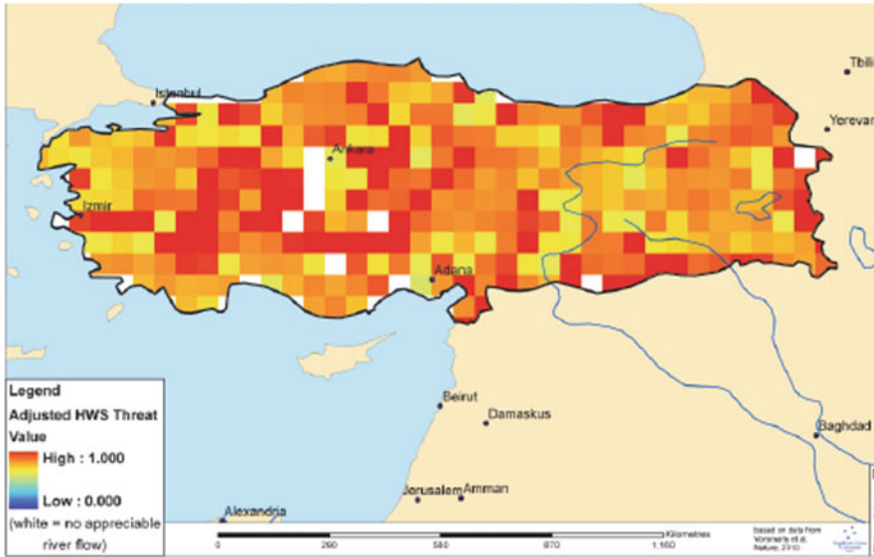 Tbili
Istanbul
Yerevan
Ankara
Izmir
Adana
Beirut
Damaskus
Baghdad
Jerusalem
Amman
Alexandria
Legend
Adjusted HWS Threat
Value
High : 1.000
Low : 0.000
(white = no appreciable
river flow)
Kilometres
0 290 580 870 1,160
based on data from
Vorosmarty et al.
Nature, 2010.